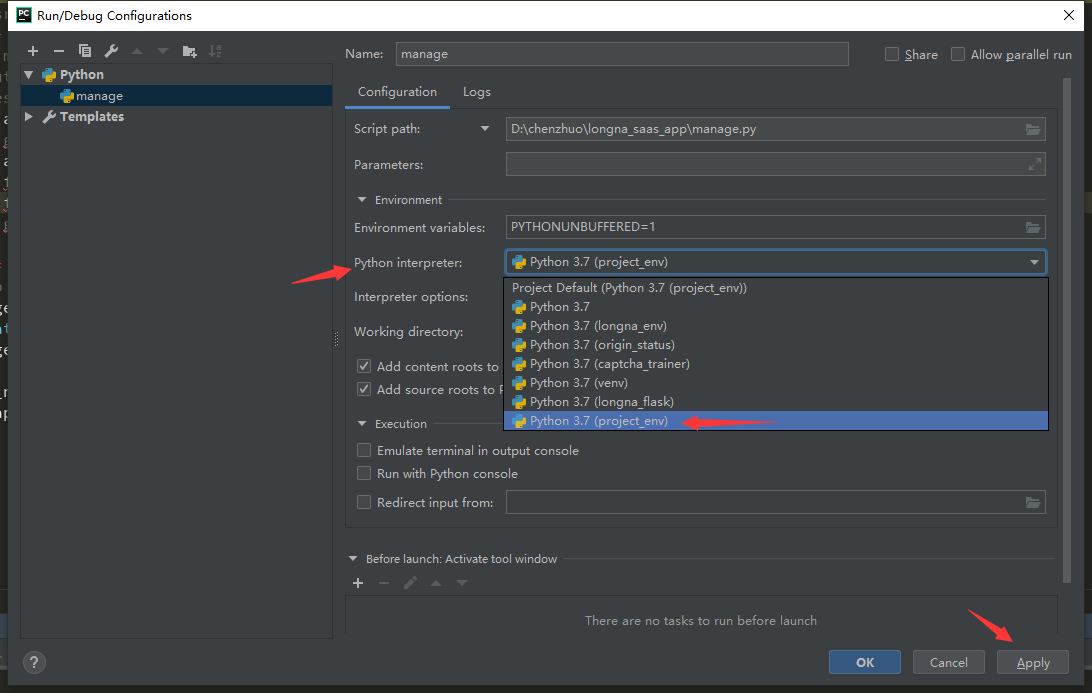 PC Run/Debug Configurations
Name: manage Share Allow parallel run
Python
manage
Templates
Configuration Logs
Script path: D:\chenzhuo\longna_saas_app\manage.py
Parameters:
Environment
Environment variables: PYTHONUNBUFFERED=1
Python interpreter: Python 3.7 (project_env)
Interpreter options:
Working directory:
Project Default (Python 3.7 (project_env))
Python 3.7
Python 3.7 (longna_env)
Python 3.7 (origin_status)
Python 3.7 (captcha_trainer)
Python 3.7 (venv)
Python 3.7 (longna_flask)
Python 3.7 (project_env)
Add content roots to
Add source roots to
Execution
Emulate terminal in output console
Run with Python console
Redirect input from:
Before launch: Activate tool window
There are no tasks to run before launch
? OK Cancel Apply